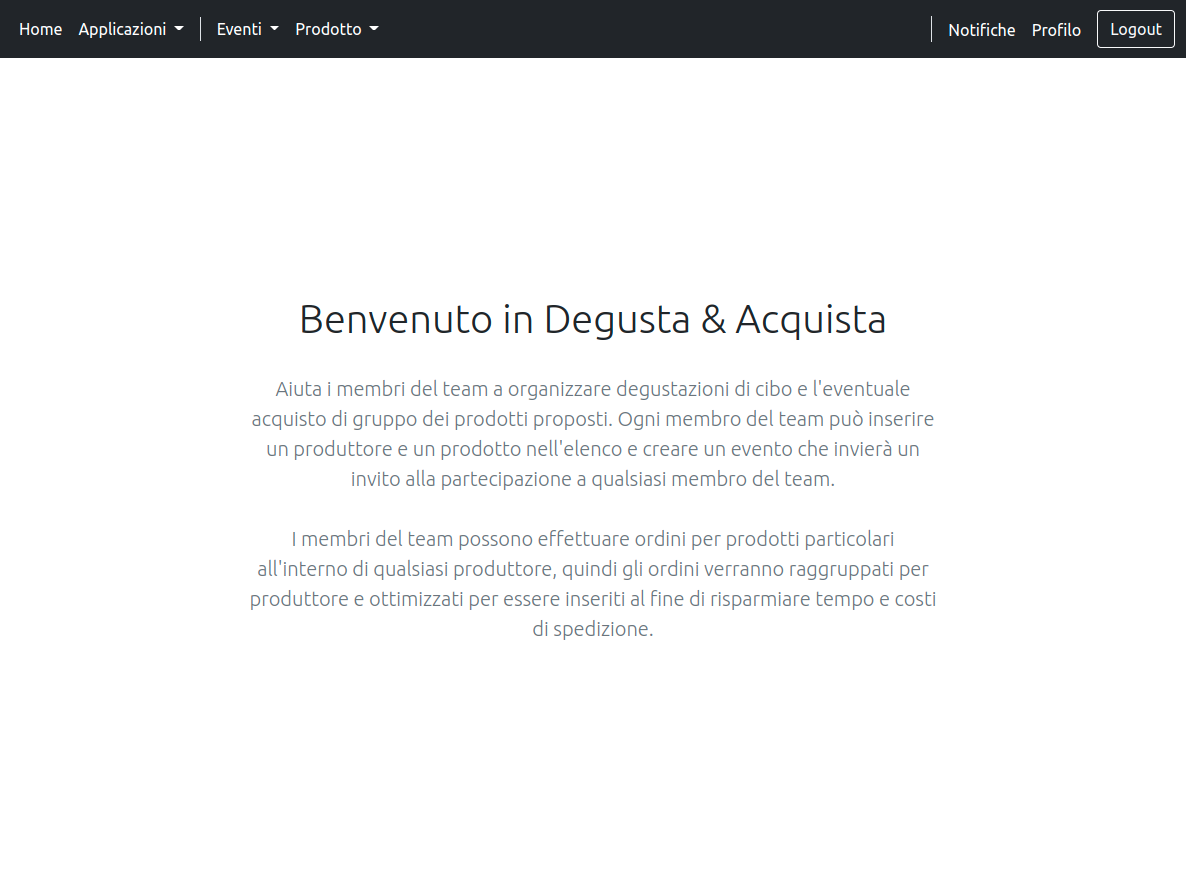 Home Applicazioni Eventi Prodotto Notifiche Profilo Logout
Benvenuto in Degusta & Acquista
Aiuta i membri del team a organizzare degustazioni di cibo e l'eventuale
acquisto di gruppo dei prodotti proposti. Ogni membro del team può inserire
un produttore e un prodotto nell'elenco e creare un evento che invierà un
invito alla partecipazione a qualsiasi membro del team.
I membri del team possono effettuare ordini per prodotti particolari
all'interno di qualsiasi produttore, quindi gli ordini verranno raggruppati per
produttore e ottimizzati per essere inseriti al fine di risparmiare tempo e costi
di spedizione.